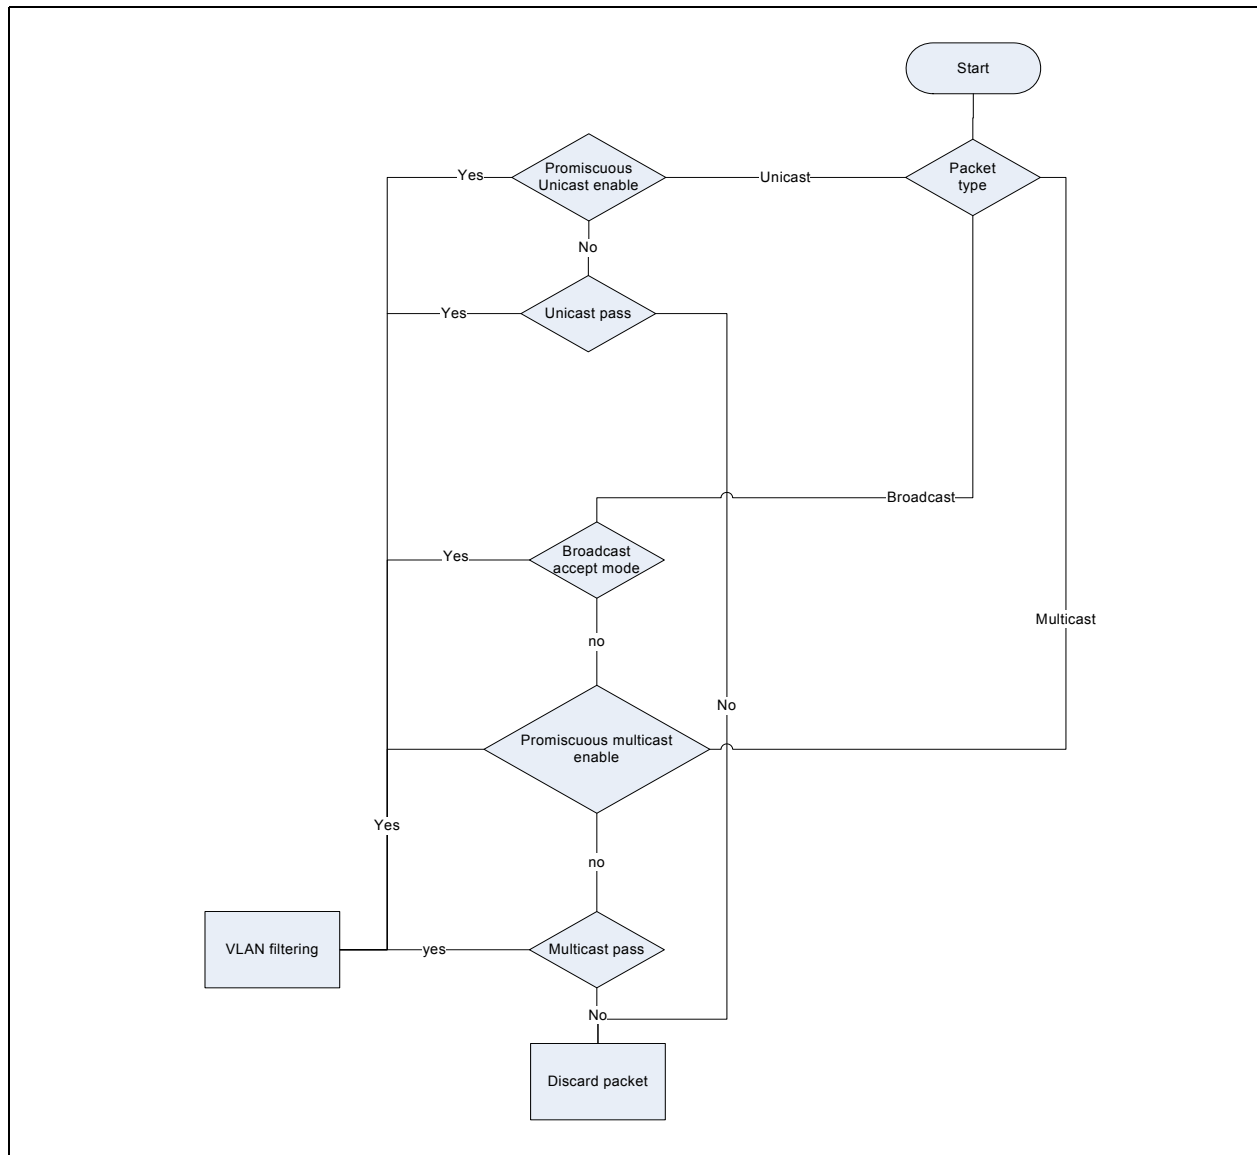 Start
Packet
type
Unicast
Promiscuous
Unicast enable
Yes
No
Unicast pass
Yes
Broadcast
Broadcast
accept mode
Yes
Multicast
no
No
Promiscuous multicast
enable
Yes
no
VLAN filtering
yes
Multicast pass
No
Discard packet